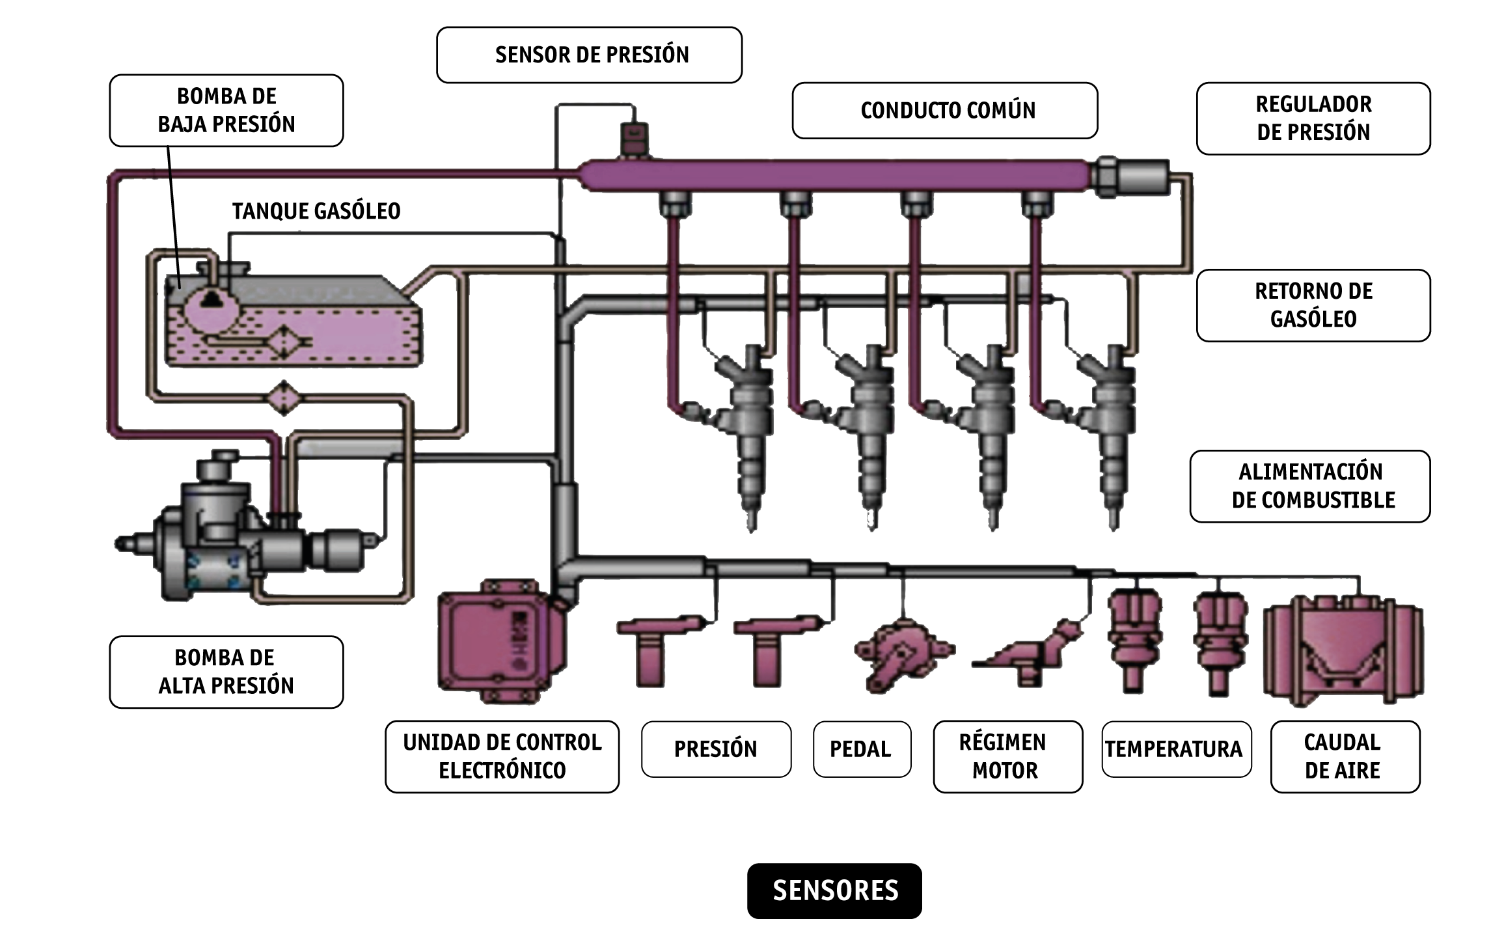 SENSOR DE PRESIÓN
BOMBA DE
BAJA PRESIÓN
CONDUCTO COMÚN
REGULADOR
DE PRESIÓN
TANQUE GASÓLEO
RETORNO DE
GASÓLEO
ALIMENTACIÓN
DE COMBUSTIBLE
BOMBA DE
ALTA PRESIÓN
UNIDAD DE CONTROL
ELECTRÓNICO
PRESIÓN
PEDAL
RÉGIMEN
MOTOR
TEMPERATURA
CAUDAL
DE AIRE
SENSORES